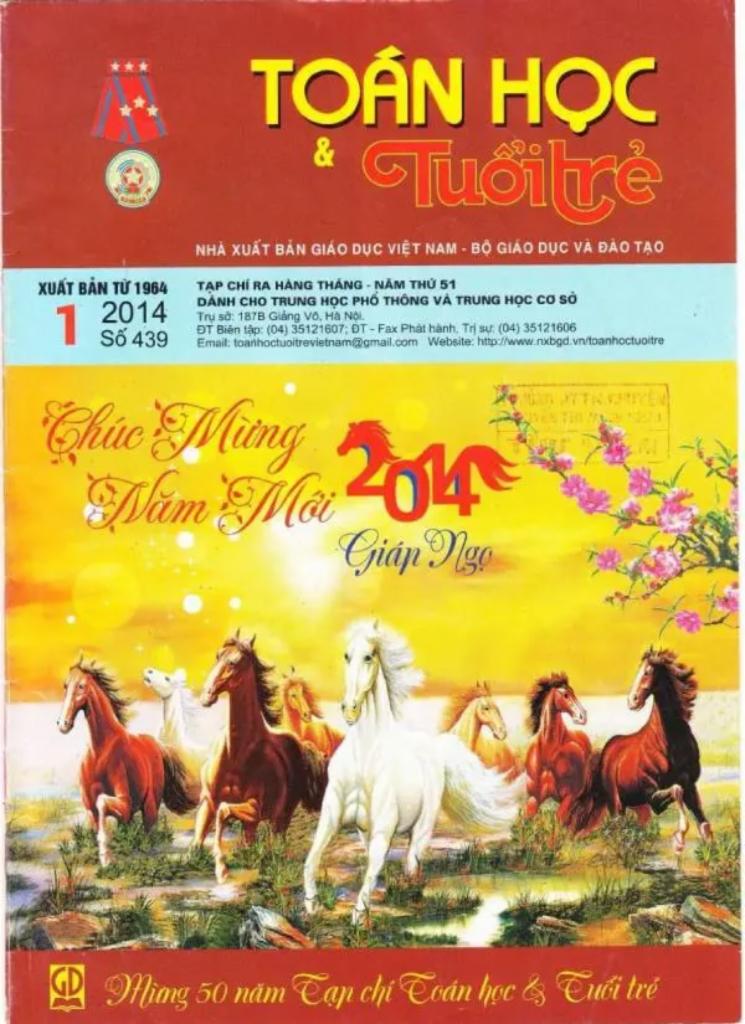 TOÁN HỌC
& Tuổi trẻ
NHÀ XUẤT BẢN GIÁO DỤC VIỆT NAM - BỘ GIÁO DỤC VÀ ĐÀO TẠO
XUẤT BẢN TỪ 1964
1 2014
Số 439
TẠP CHÍ RA HÀNG THÁNG - NĂM THỨ 51
DÀNH CHO TRUNG HỌC PHỔ THÔNG VÀ TRUNG HỌC CƠ SỞ
Trụ sở: 187B Giảng Võ, Hà Nội.
ĐT Biên tập: (04) 35121607; ĐT - Fax Phát hành, Trị sự: (04) 35121606
Email: toanhoctuoitrevietnam@gmail.com Website: http://www.nxbgd.vn/toanhoctuoitre
Chúc Mừng
Năm Mới
2014
Giáp Ngọ
GD
Mừng 50 năm Tạp chí Toán học & Tuổi trẻ